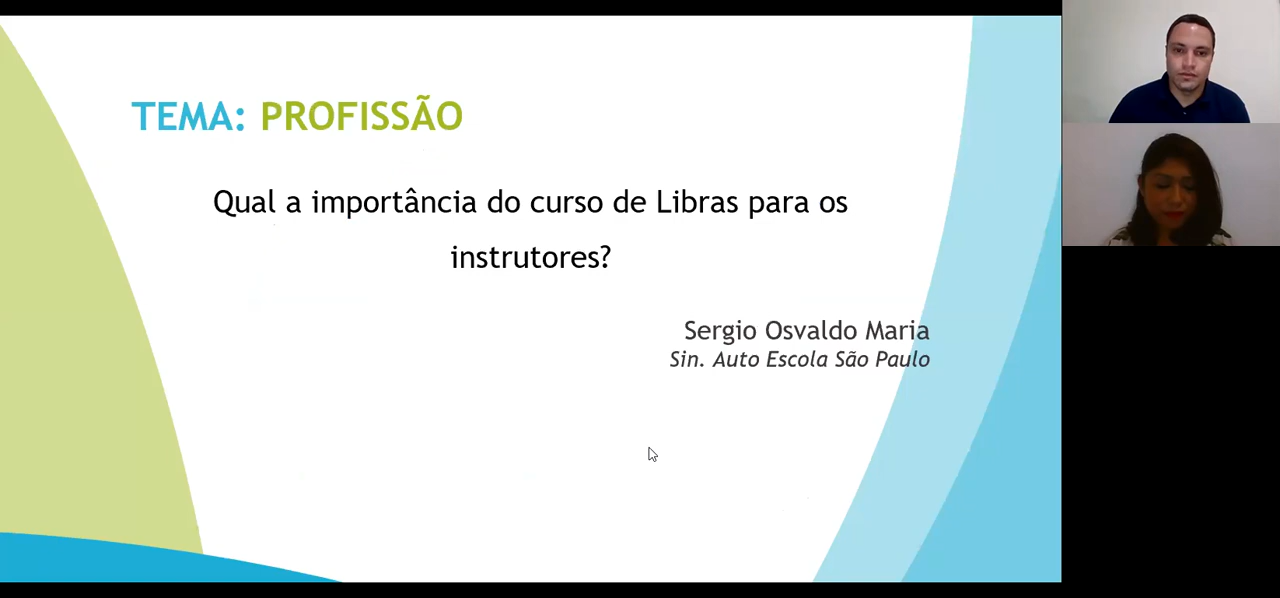 TEMA: PROFISSÃO
Qual a importância do curso de Libras para os
instrutores?
Sergio Osvaldo Maria
Sin. Auto Escola São Paulo